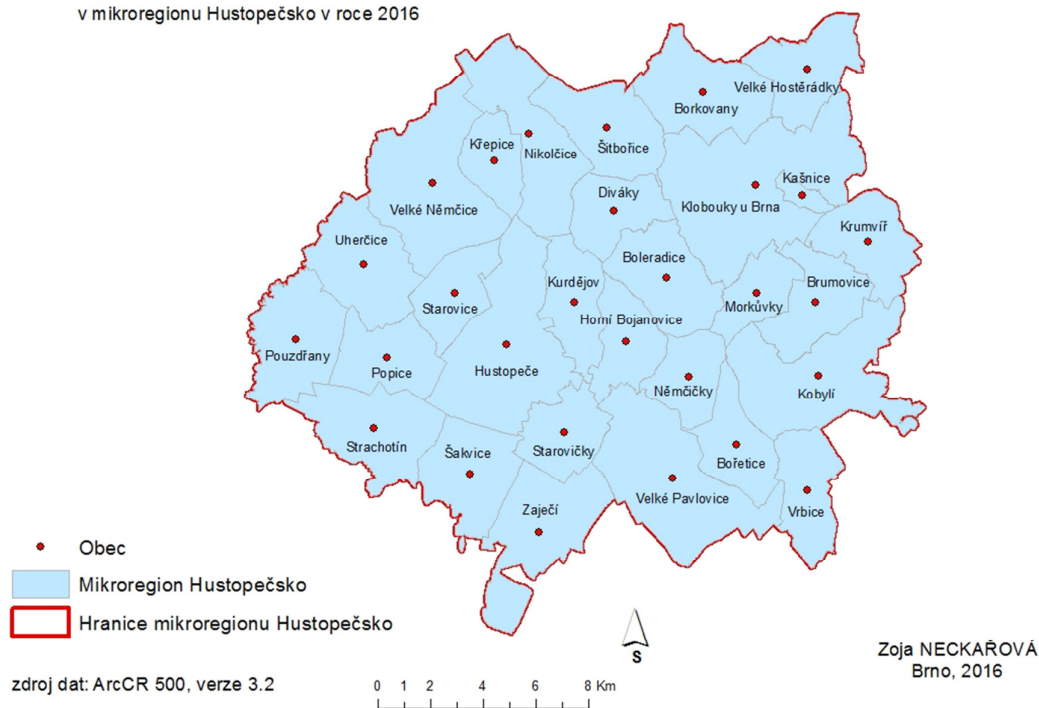 v mikroregionu Hustopečsko v roce 2016
Velké Hostěrádky
Borkovany
Křepice
Nikolčice
Šitbořice
Kašnice
Diváky
Klobouky u Brna
Velké Němčice
Krumvíř
Uherčice
Boleradice
Kurdějov
Brumovice
Starovice
Morkůvky
Horní Bojanovice
Pouzdřany
Popice
Hustopeče
Němčičky
Kobylí
Strachotín
Šakvice
Starovičky
Bořetice
Velké Pavlovice
Zaječí
Vrbice
Obec
Mikroregion Hustopečsko
Hranice mikroregionu Hustopečsko
S
Zoja NECKAŘOVÁ
Brno, 2016
zdroj dat: ArcCR 500, verze 3.2
0 1 2 4 6 8 Km